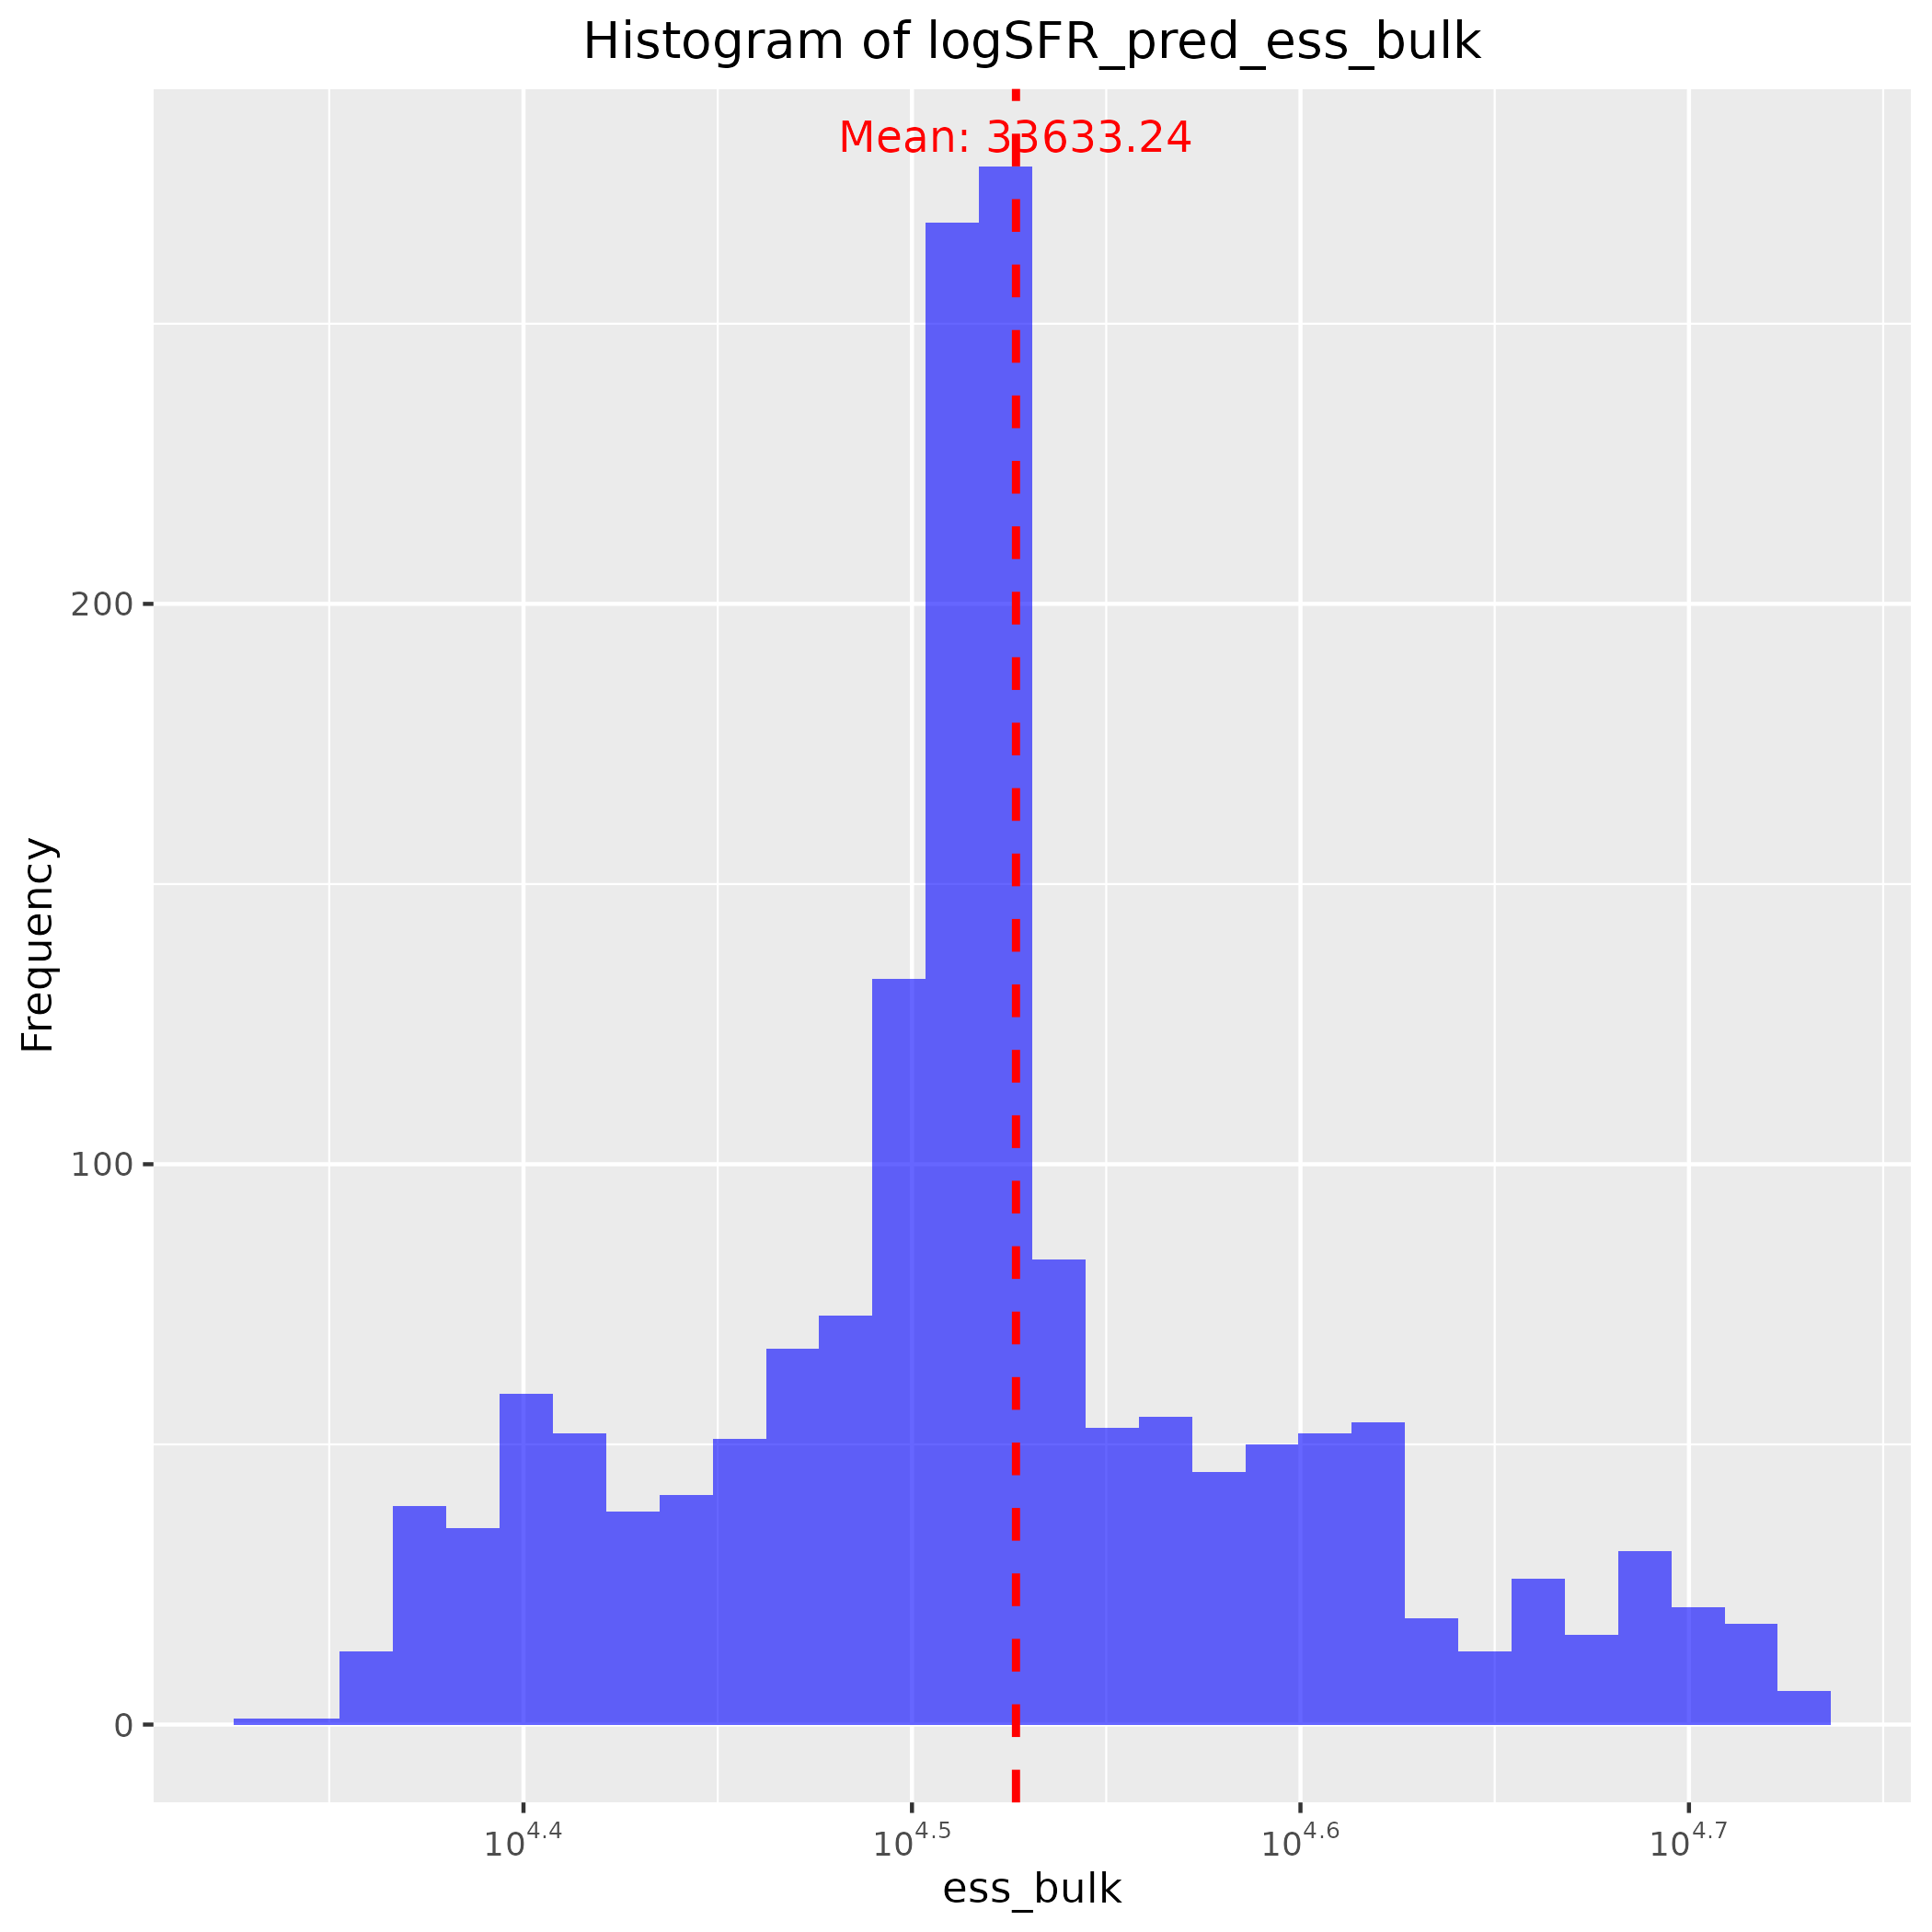 Histogram of logSFR_pred_ess_bulk
Mean: 33633.24
Frequency
200
100
0
10^4.4 10^4.5 10^4.6 10^4.7
ess_bulk